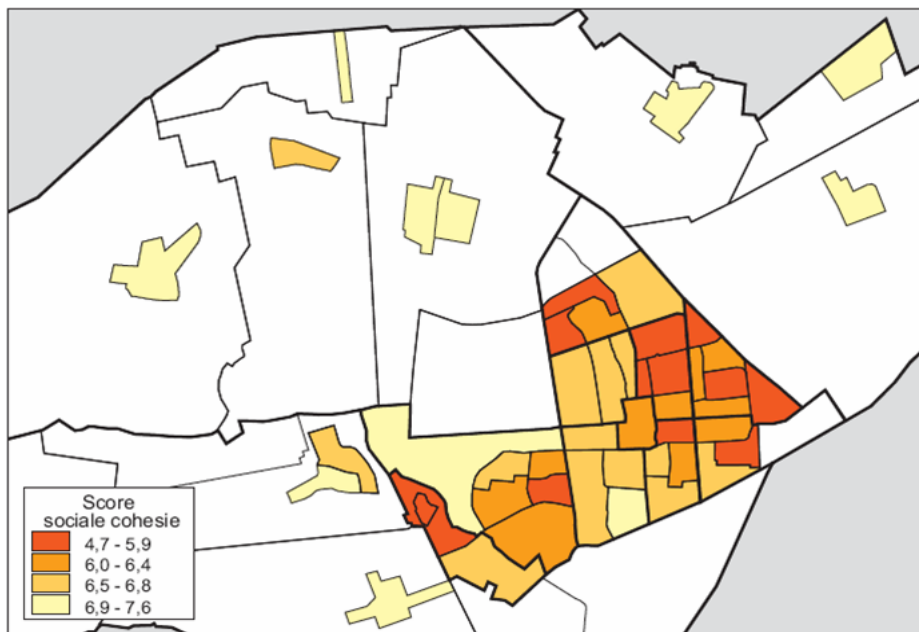 Score
sociale cohesie
4,7 - 5,9
6,0 - 6,4
6,5 - 6,8
6,9 - 7,6